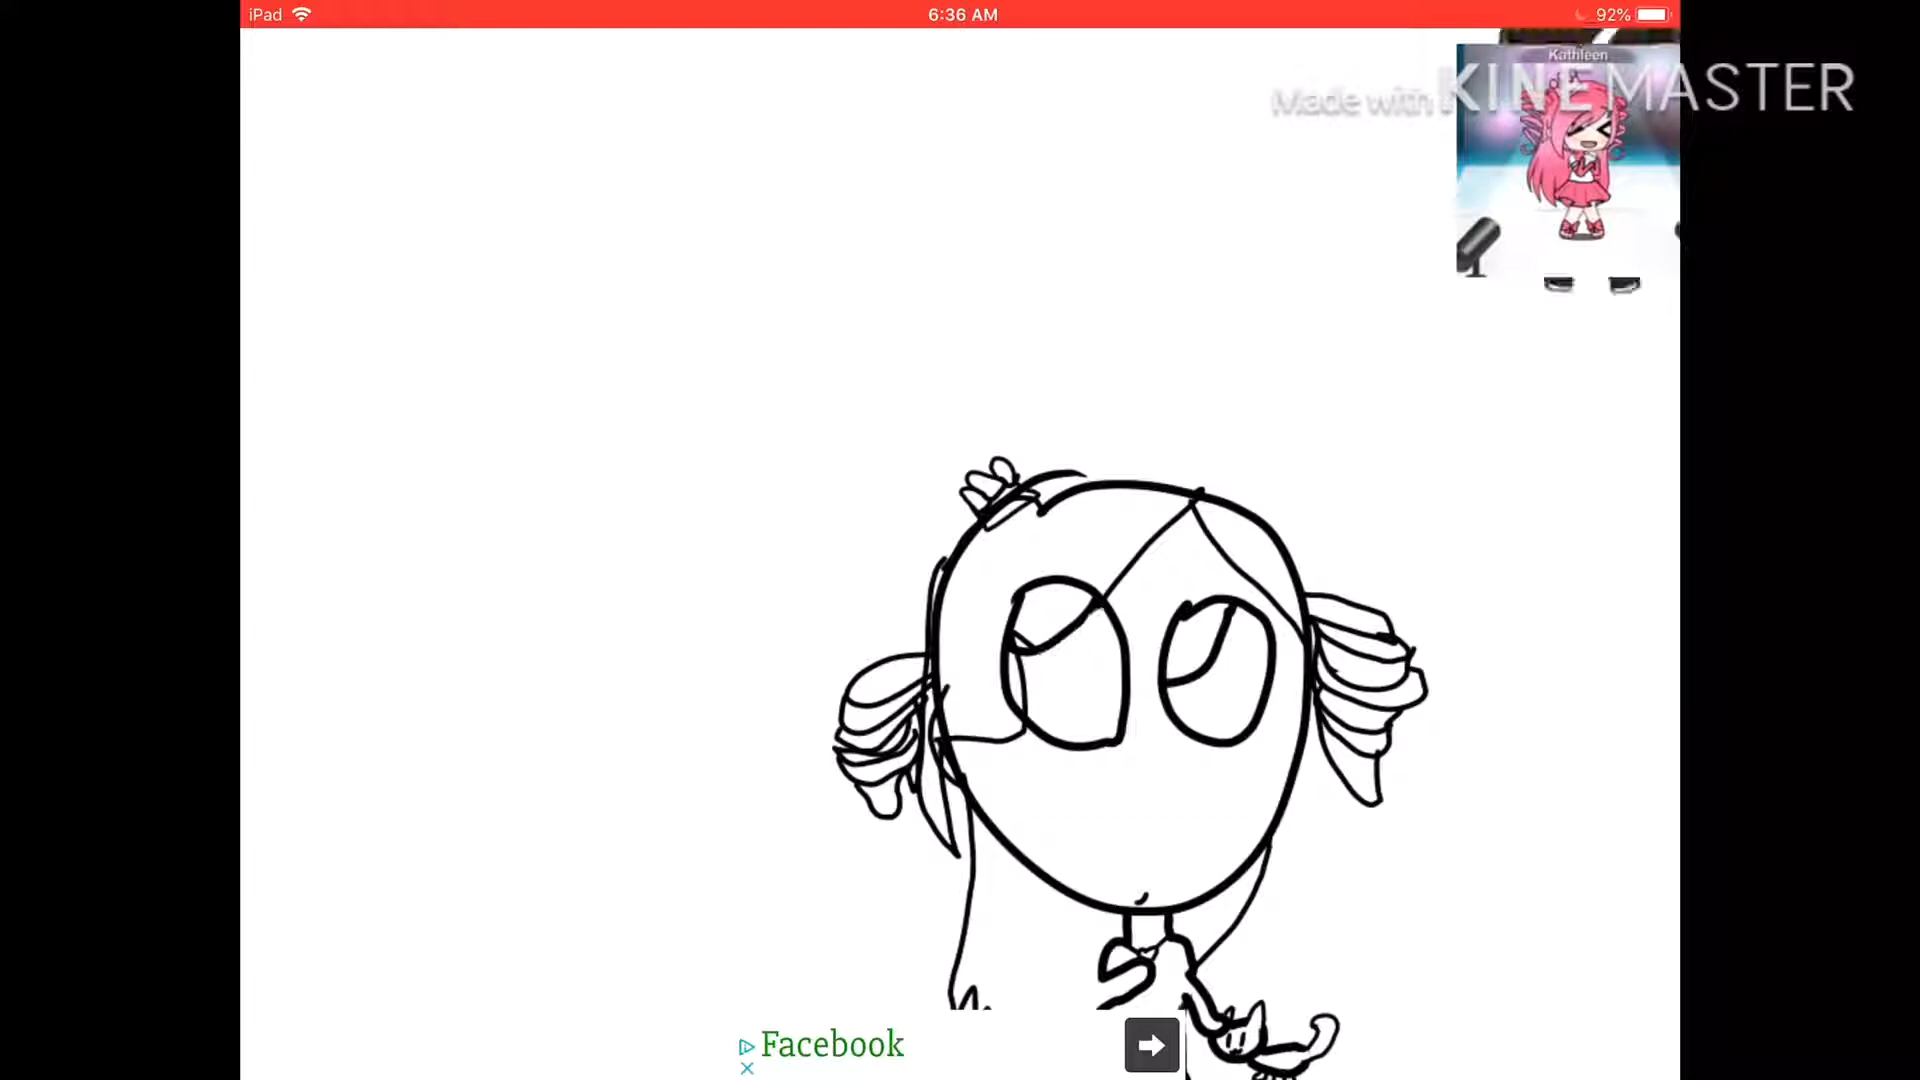 iPad
6:36 AM
92%
Kathleen
Made with KINEMASTER
Facebook